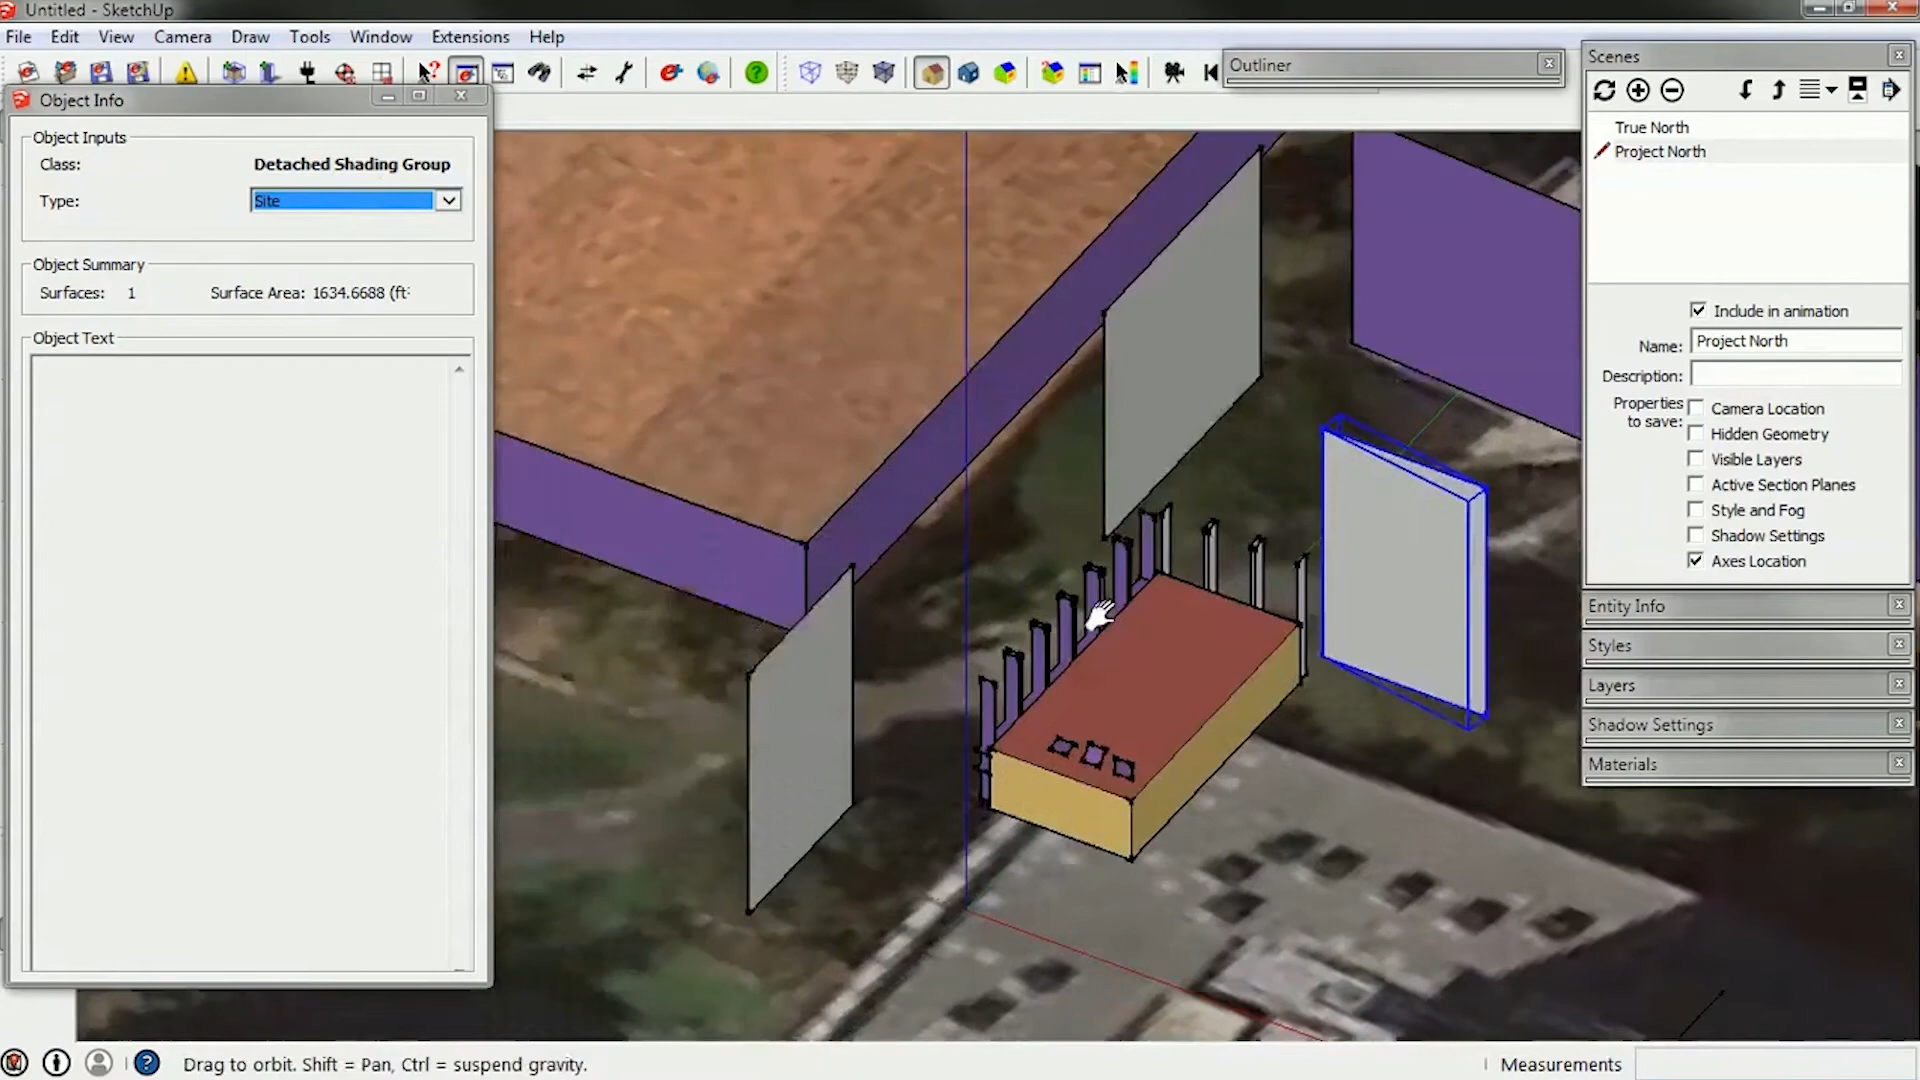 Untitled - SketchUp
File Edit View Camera Draw Tools Window Extensions Help
Outliner
Scenes
Object Info
Object Inputs
Class: Detached Shading Group
Type: Site
Object Summary
Surfaces: 1 Surface Area: 1634.6688 (ft
Object Text
True North
Project North
Include in animation
Name: Project North
Description:
Properties to save:
Camera Location
Hidden Geometry
Visible Layers
Active Section Planes
Style and Fog
Shadow Settings
Axes Location
Entity Info
Styles
Layers
Shadow Settings
Materials
Drag to orbit. Shift = Pan, Ctrl = suspend gravity.
Measurements